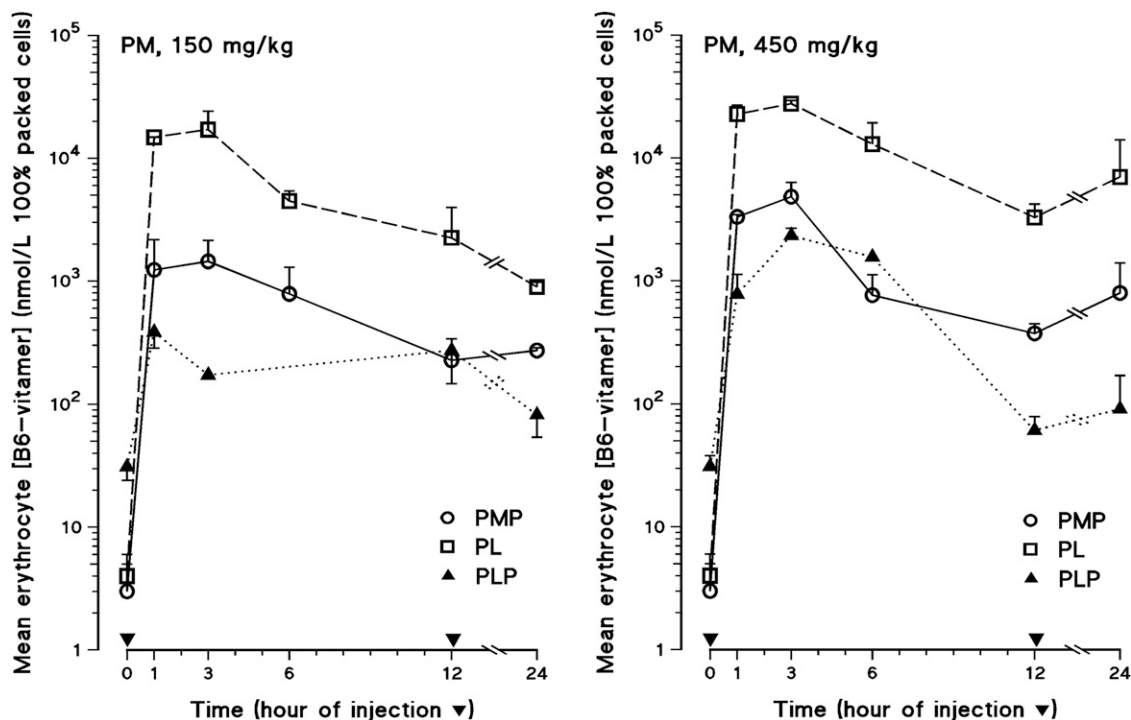 Mean erythrocyte [B6-vitamer] (nmol/L 100% packed cells)
PM, 150 mg/kg
10^5
10^4
10^3
10^2
10
1
PMP
PL
PLP
0 1 3 6 12 24
Time (hour of injection ▼)
Mean erythrocyte [B6-vitamer] (nmol/L 100% packed cells)
PM, 450 mg/kg
10^5
10^4
10^3
10^2
10
1
PMP
PL
PLP
0 1 3 6 12 24
Time (hour of injection ▼)